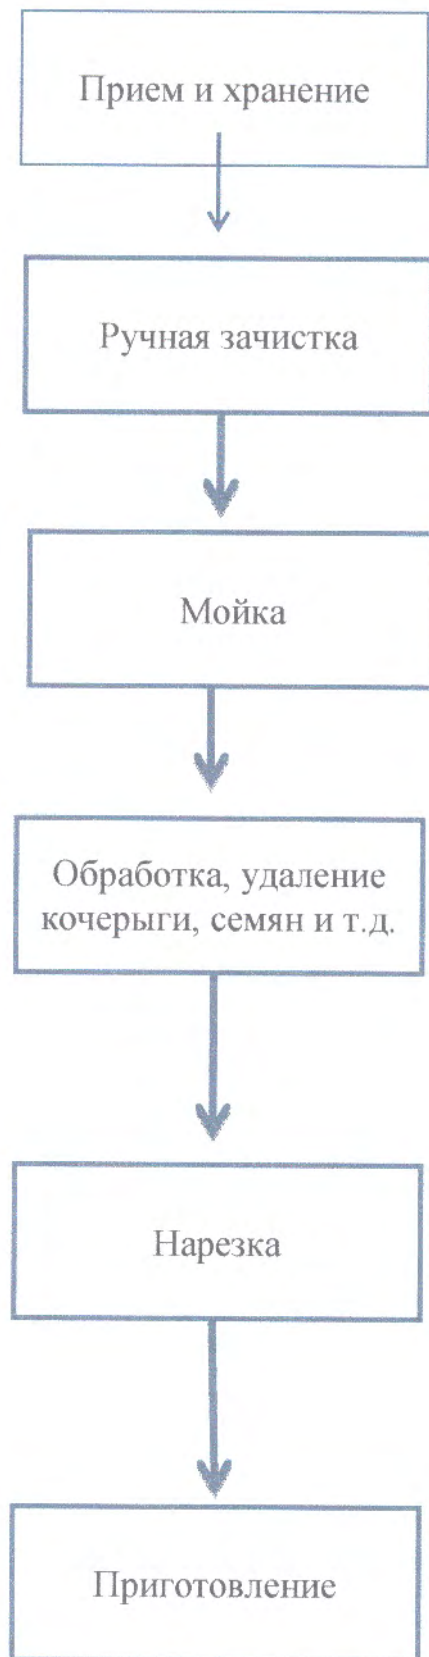 Прием и хранение
Ручная зачистка
Мойка
Обработка, удаление
кочерыги, семян и т.д.
Нарезка
Приготовление